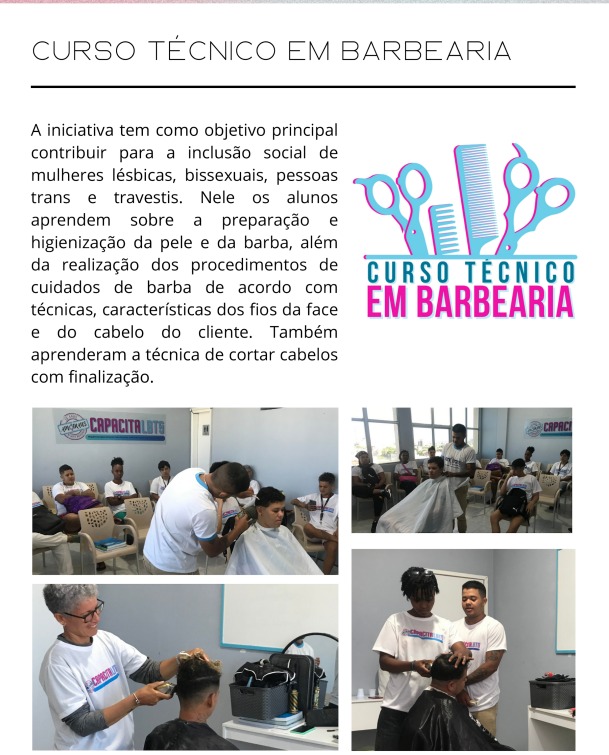 CURSO TÉCNICO EM BARBEARIA
A iniciativa tem como objetivo principal
contribuir para a inclusão social de
mulheres lésbicas, bissexuais, pessoas
trans e travestis. Nele os alunos
aprendem sobre a preparação e
higienização da pele e da barba, além
da realização dos procedimentos de
cuidados de barba de acordo com
técnicas, características dos fios da face
e do cabelo do cliente. Também
aprenderam a técnica de cortar cabelos
com finalização.
CURSO TÉCNICO
EM BARBEARIA
CAPACITALBTS
CAPACITA
CAPACITALBTS
CAPACITALBTS